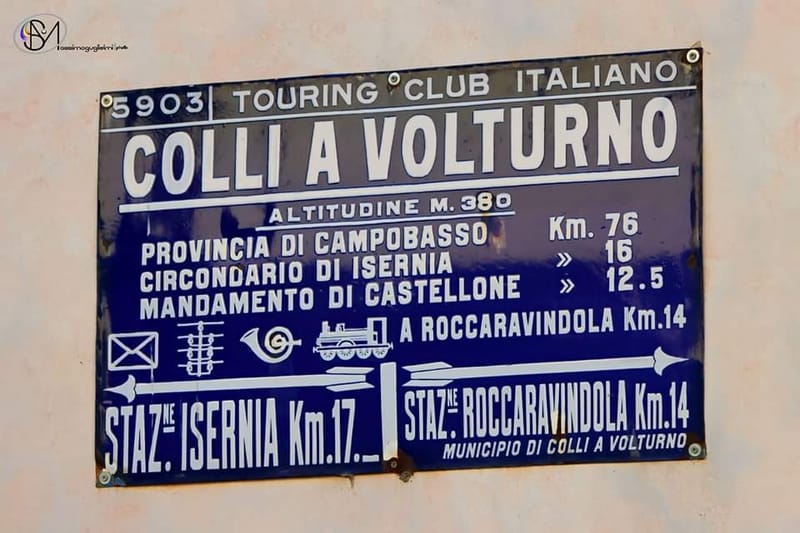 Massimoguglielmi photo
5903 TOURING CLUB ITALIANO
COLLI A VOLTURNO
ALTITUDINE M. 380
PROVINCIA DI CAMPOBASSO Km. 76
CIRCONDARIO DI ISERNIA » 16
MANDAMENTO DI CASTELLONE » 12.5
A ROCCARAVINDOLA Km.14
STAZ.NE ISERNIA Km.17.
STAZ.NE ROCCARAVINDOLA Km.14
MUNICIPIO DI COLLI A VOLTURNO